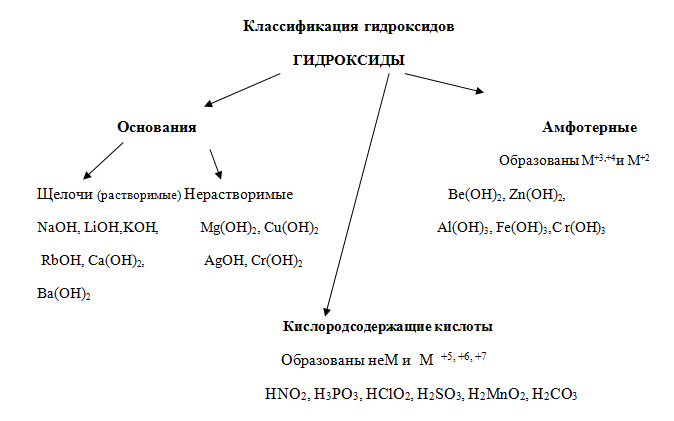 Классификация гидроксидов
ГИДРОКСИДЫ
Основания
Щелочи (растворимые) Нерастворимые
NaOH, LiOH,KOH, Mg(OH)2, Cu(OH)2
RbOH, Ca(OH)2, AgOH, Cr(OH)2
Ba(OH)2
Амфотерные
Образованы М+3,+4и М+2
Be(OH)2, Zn(OH)2,
Al(OH)3, Fe(OH)3,C r(OH)3
Кислородсодержащие кислоты
Образованы неМ и М +5, +6, +7
HNO2, H3PO3, HClO2, H2SO3, H2MnO2, H2CO3